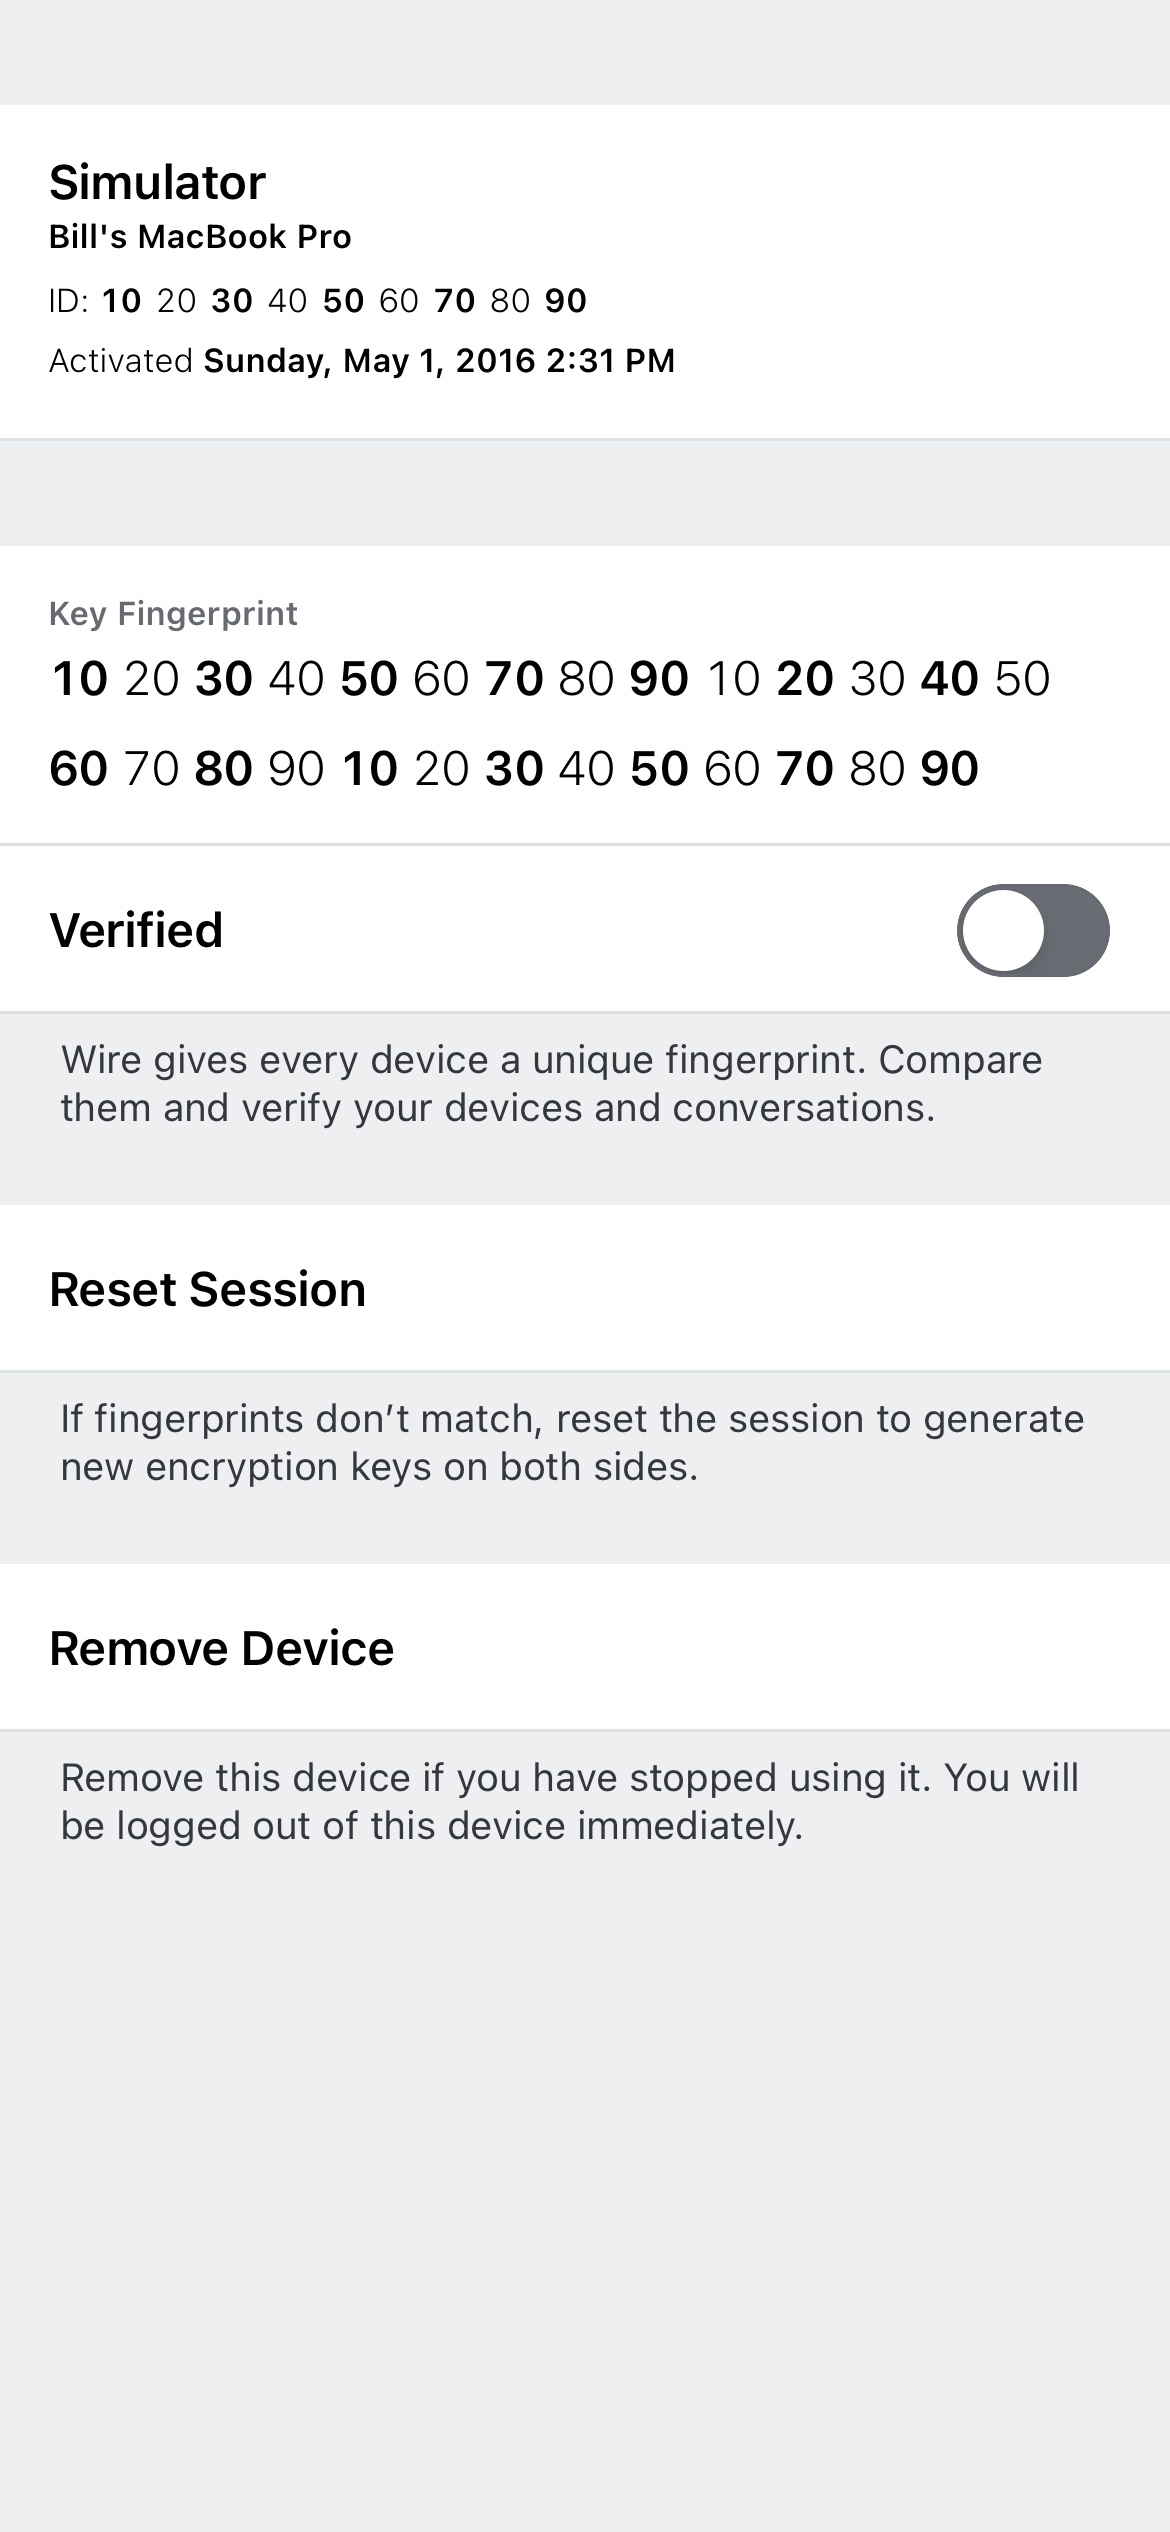 Simulator
Bill's MacBook Pro
ID: 10 20 30 40 50 60 70 80 90
Activated Sunday, May 1, 2016 2:31 PM
Key Fingerprint
10 20 30 40 50 60 70 80 90 10 20 30 40 50
60 70 80 90 10 20 30 40 50 60 70 80 90
Verified
Wire gives every device a unique fingerprint. Compare
them and verify your devices and conversations.
Reset Session
If fingerprints don’t match, reset the session to generate
new encryption keys on both sides.
Remove Device
Remove this device if you have stopped using it. You will
be logged out of this device immediately.